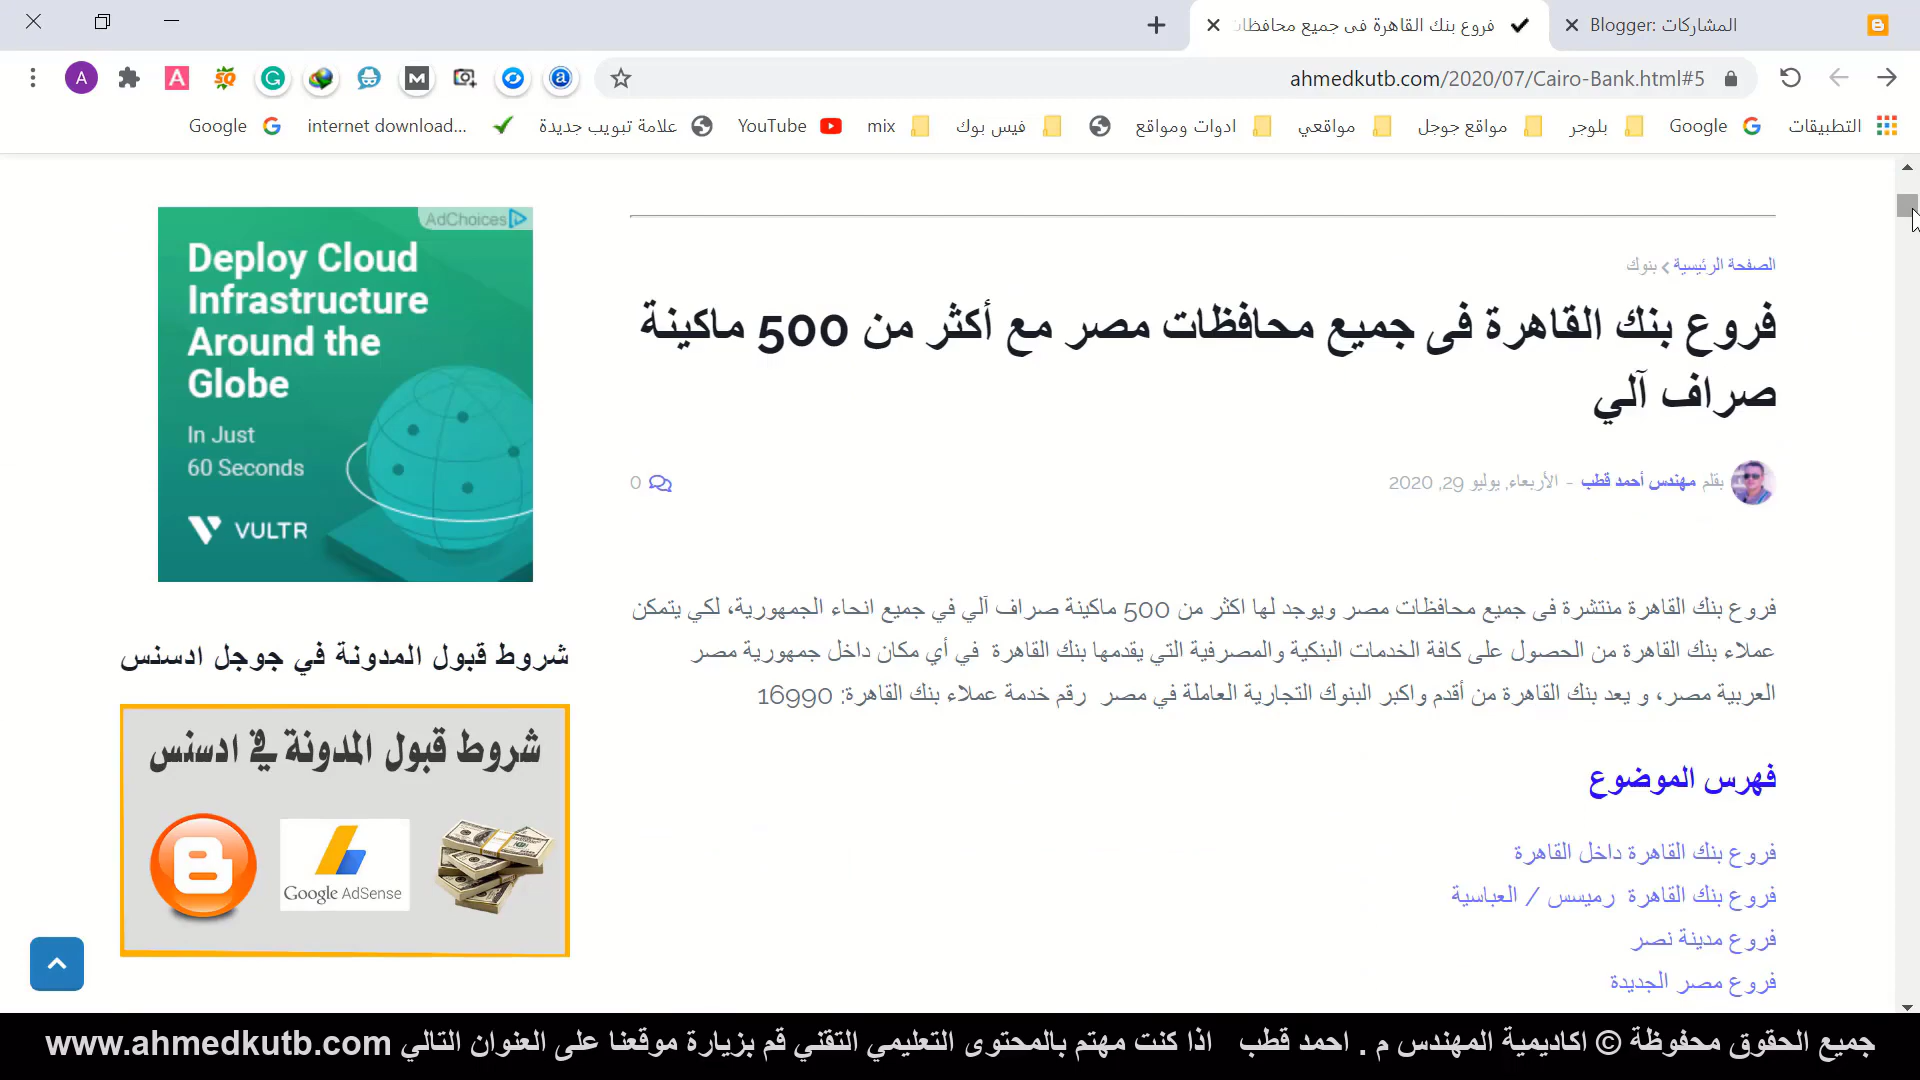 Blogger: المشاركات
فروع بنك القاهرة فى جميع محافظات
ahmedkutb.com/2020/07/Cairo-Bank.html#5
التطبيقات
Google
بلوجر
مواقع جوجل
مواقعي
ادوات ومواقع
فيس بوك
mix
YouTube
علامة تبويب جديدة
internet download...
Google
الصفحة الرئيسية
بنوك
فروع بنك القاهرة فى جميع محافظات مصر مع أكثر من 500 ماكينة
صراف آلي
بقلم مهندس أحمد قطب - الأربعاء, يوليو 29, 2020
0
فروع بنك القاهرة منتشرة فى جميع محافظات مصر ويوجد لها اكثر من 500 ماكينة صراف آلي في جميع انحاء الجمهورية، لكي يتمكن
عملاء بنك القاهرة من الحصول على كافة الخدمات البنكية والمصرفية التي يقدمها بنك القاهرة في أي مكان داخل جمهورية مصر
العربية مصر، و يعد بنك القاهرة من أقدم واكبر البنوك التجارية العاملة في مصر رقم خدمة عملاء بنك القاهرة: 16990
فهرس الموضوع
فروع بنك القاهرة داخل القاهرة
فروع بنك القاهرة رميسس / العباسية
فروع مدينة نصر
فروع مصر الجديدة
AdChoices
Deploy Cloud
Infrastructure
Around the
Globe
In Just
60 Seconds
VULTR
شروط قبول المدونة في جوجل ادسنس
شروط قبول المدونة في ادسنس
Google AdSense
جميع الحقوق محفوظة © اكاديمية المهندس م . احمد قطب اذا كنت مهتم بالمحتوى التعليمي التقني قم بزيارة موقعنا على العنوان التالي www.ahmedkutb.com